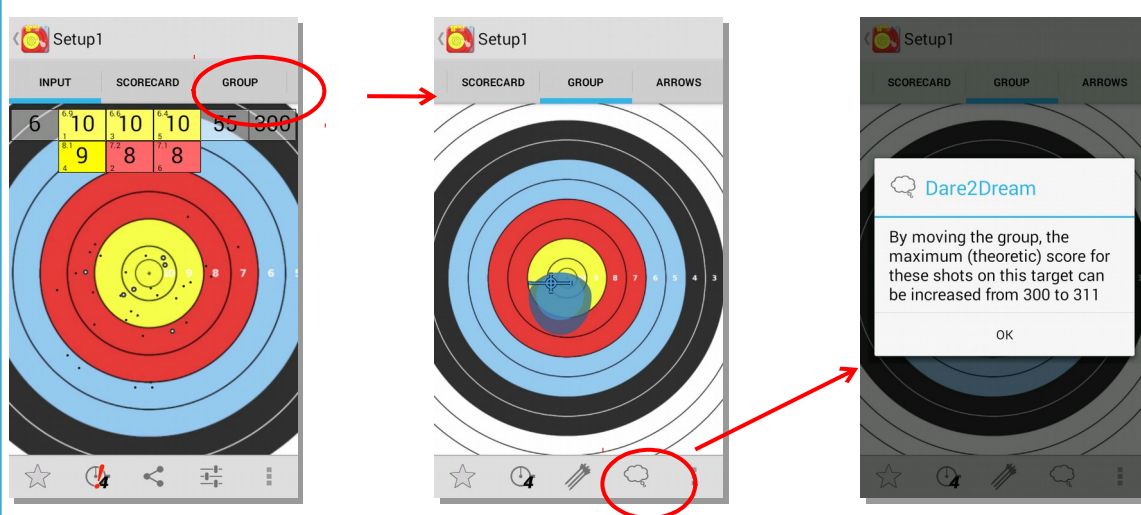 Setup1
INPUT SCORECARD GROUP
6 6.9 10 1 6.6 10 3 6.4 10 5 55 300
8.1 9 4 7.2 8 2 7.1 8 6
10 9 8 7 6 5
4
Setup1
SCORECARD GROUP ARROWS
9 8 7 6 5 4 3
4
Setup1
SCORECARD GROUP ARROWS
Dare2Dream
By moving the group, the
maximum (theoretic) score for
these shots on this target can
be increased from 300 to 311
OK
4